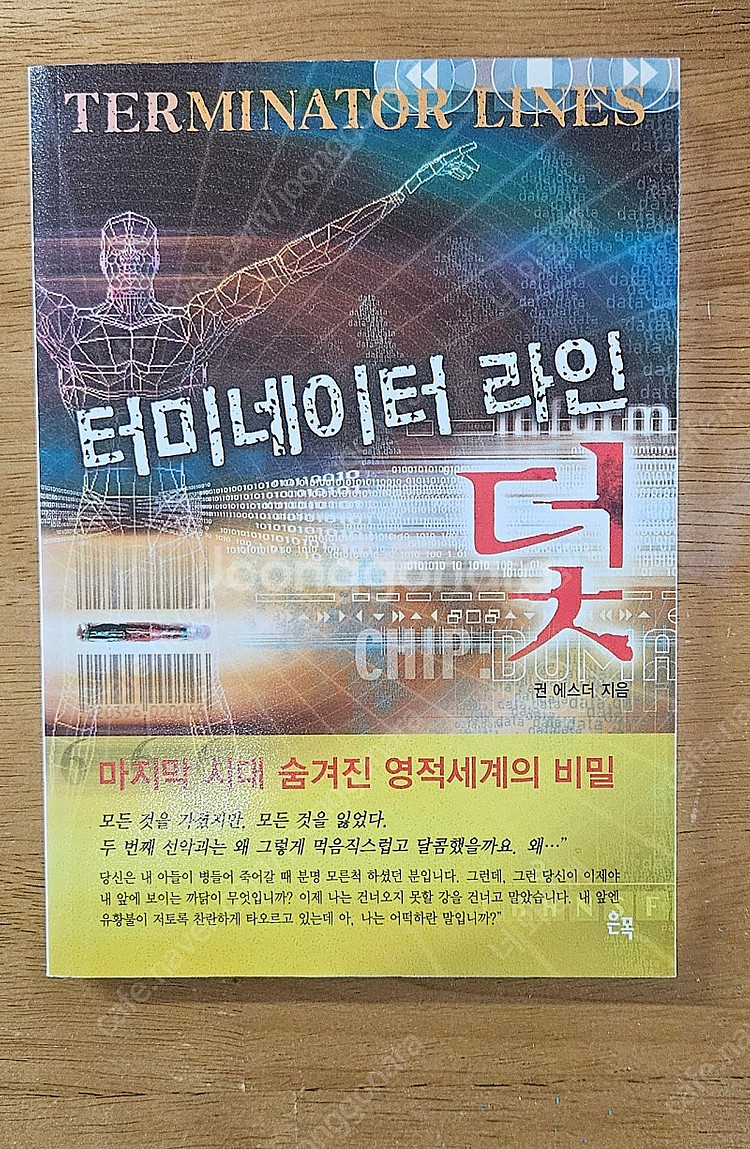 TERMINATOR LINES
터미네이터 라인
덫
CHIP:DUMA
권 에스더 지음
마지막 시대 숨겨진 영적세계의 비밀
모든 것을 가졌지만, 모든 것을 잃었다.
두 번째 선악과는 왜 그렇게 먹음직스럽고 달콤했을까요. 왜…”
당신은 내 아들이 병들어 죽어갈 때 분명 모른척 하셨던 분입니다. 그런데, 그런 당신이 이제야
내 앞에 보이는 까닭이 무엇입니까? 이제 나는 건너오지 못할 강을 건너고 말았습니다. 내 앞엔
유황불이 저토록 찬란하게 타오르고 있는데 아, 나는 어떡하란 말입니까?”
은목
Joonggonara